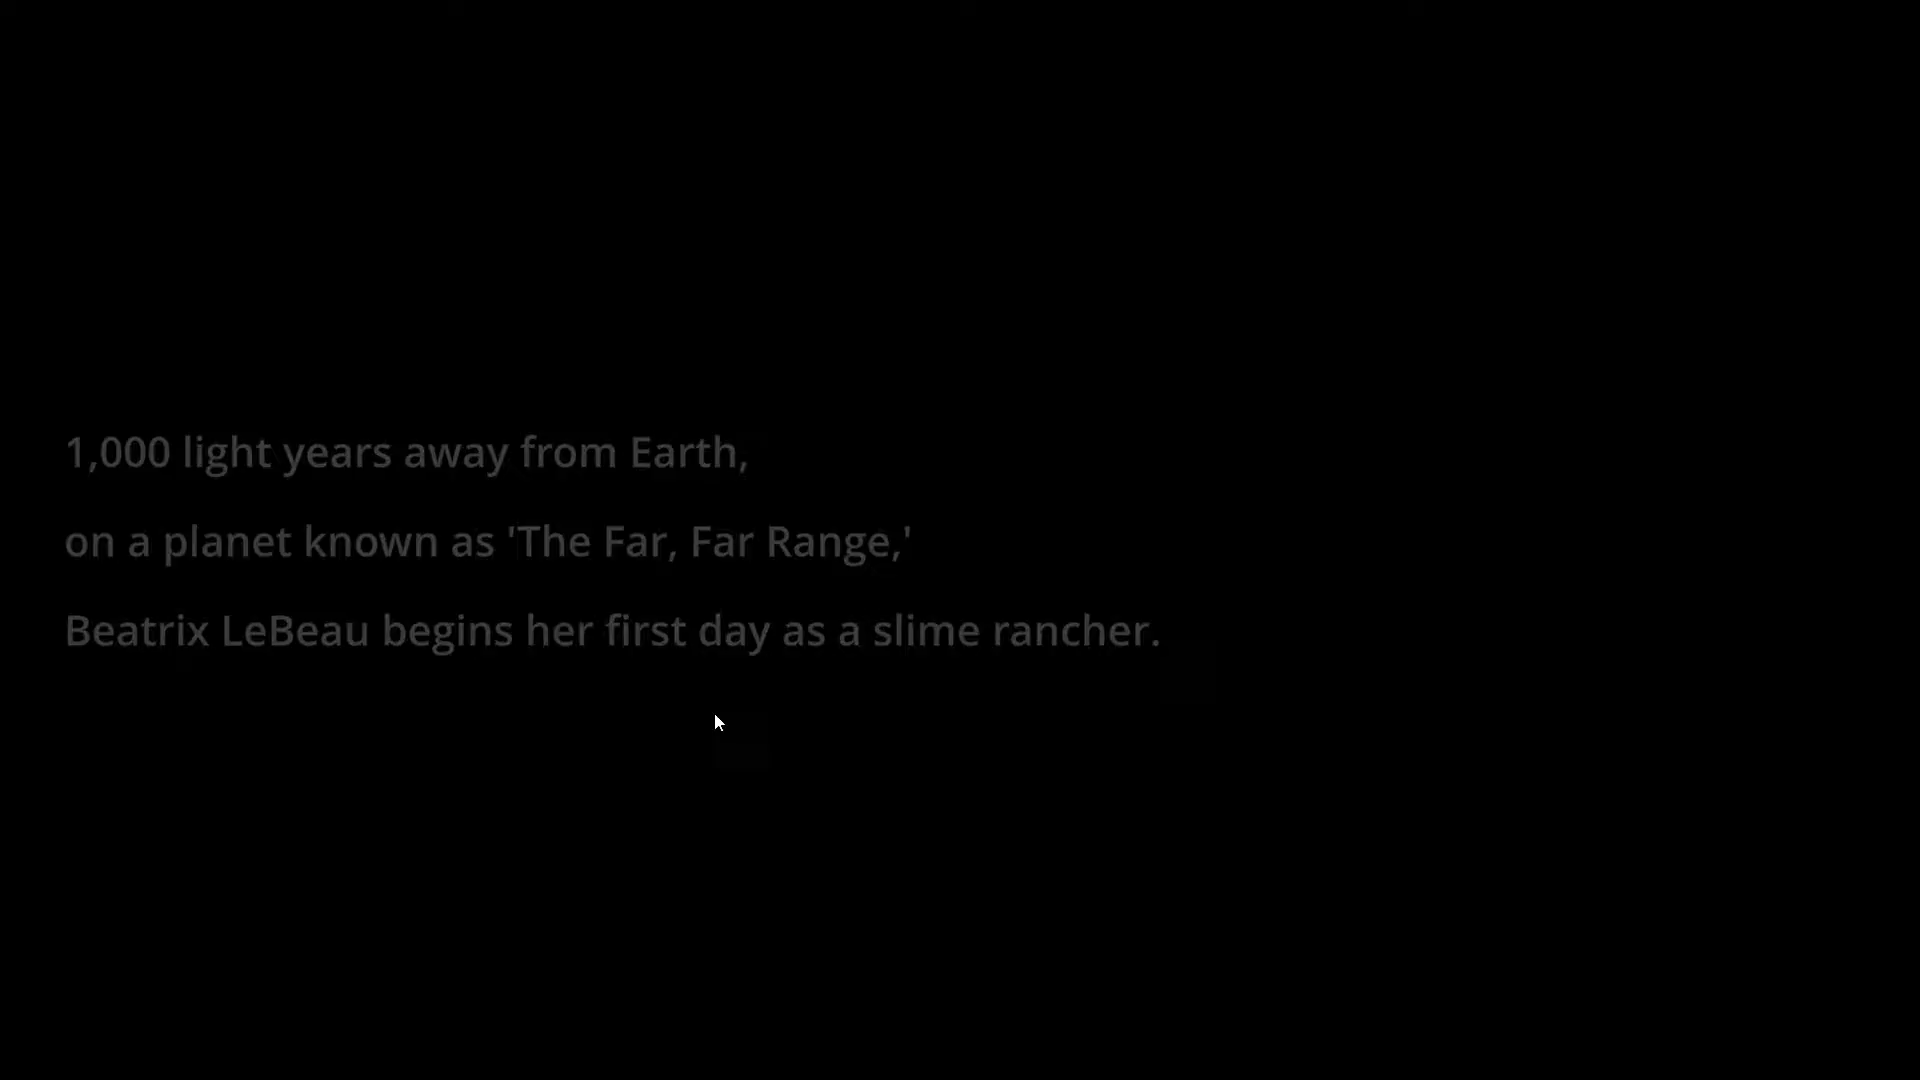 1,000 light years away from Earth,
on a planet known as 'The Far, Far Range,'
Beatrix LeBeau begins her first day as a slime rancher.